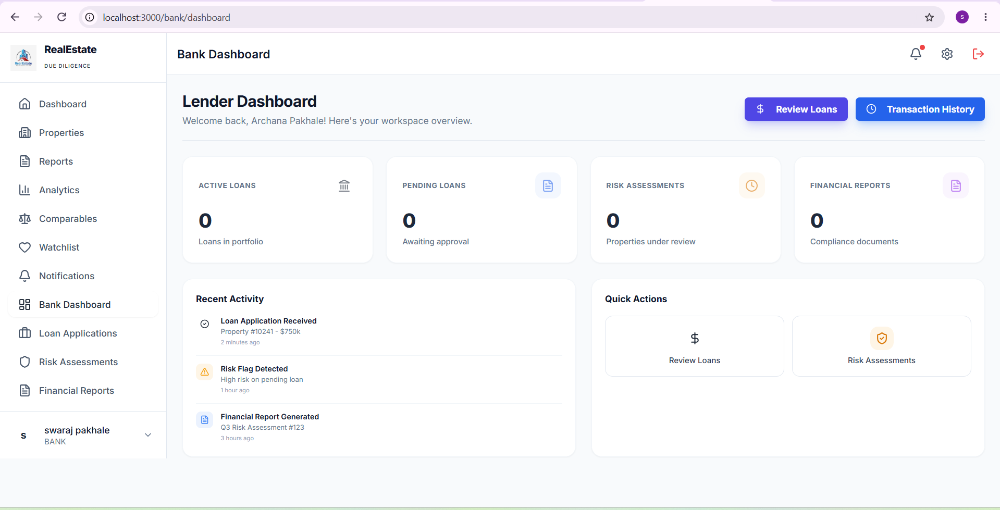 localhost:3000/bank/dashboard
S
RealEstate
DUE DILIGENCE
Real Estate
Bank Dashboard
Dashboard
Properties
Reports
Analytics
Comparables
Watchlist
Notifications
Bank Dashboard
Loan Applications
Risk Assessments
Financial Reports
s
swaraj pakhale
BANK
Lender Dashboard
Welcome back, Archana Pakhale! Here's your workspace overview.
Review Loans
Transaction History
ACTIVE LOANS
0
Loans in portfolio
PENDING LOANS
0
Awaiting approval
RISK ASSESSMENTS
0
Properties under review
FINANCIAL REPORTS
0
Compliance documents
Recent Activity
Loan Application Received
Property #10241 - $750k
2 minutes ago
Risk Flag Detected
High risk on pending loan
1 hour ago
Financial Report Generated
Q3 Risk Assessment #123
3 hours ago
Quick Actions
Review Loans
Risk Assessments